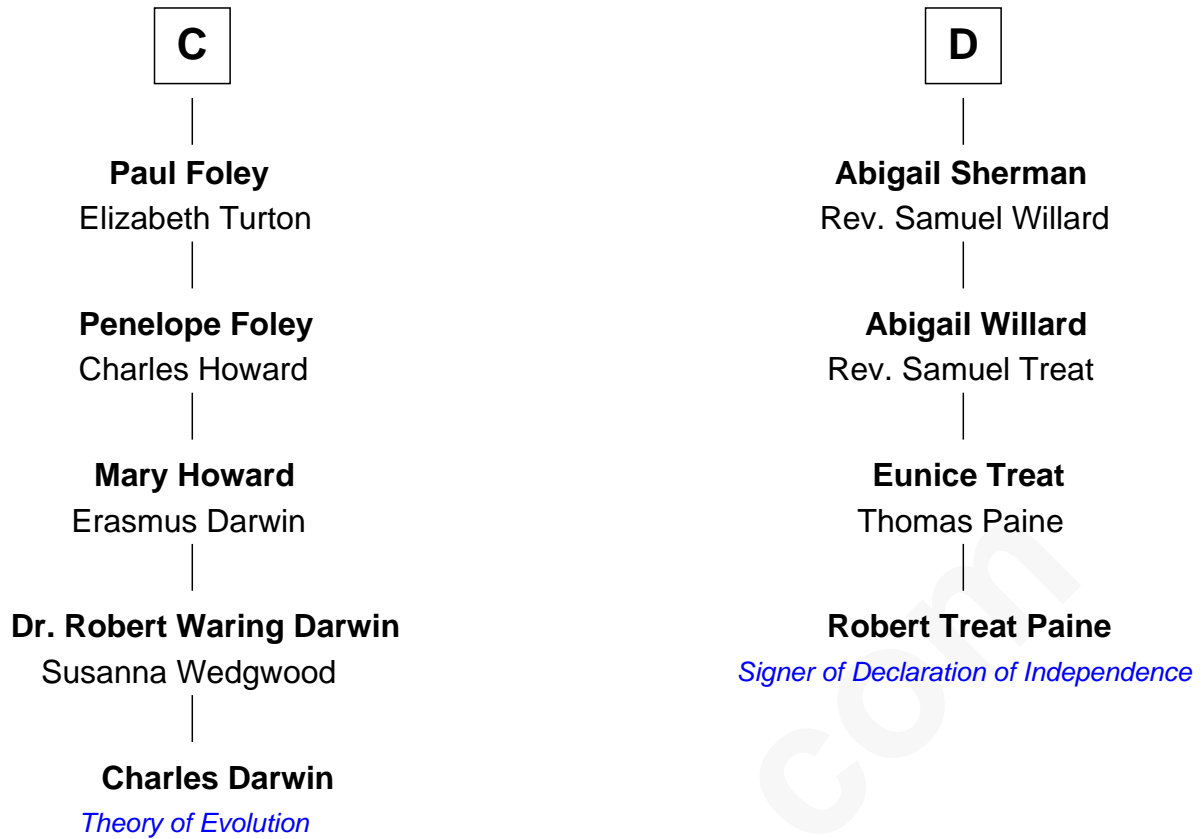 C
Paul Foley
Elizabeth Turton
Penelope Foley
Charles Howard
Mary Howard
Erasmus Darwin
Dr. Robert Waring Darwin
Susanna Wedgwood
Charles Darwin
Theory of Evolution
D
Abigail Sherman
Rev. Samuel Willard
Abigail Willard
Rev. Samuel Treat
Eunice Treat
Thomas Paine
Robert Treat Paine
Signer of Declaration of Independence
com